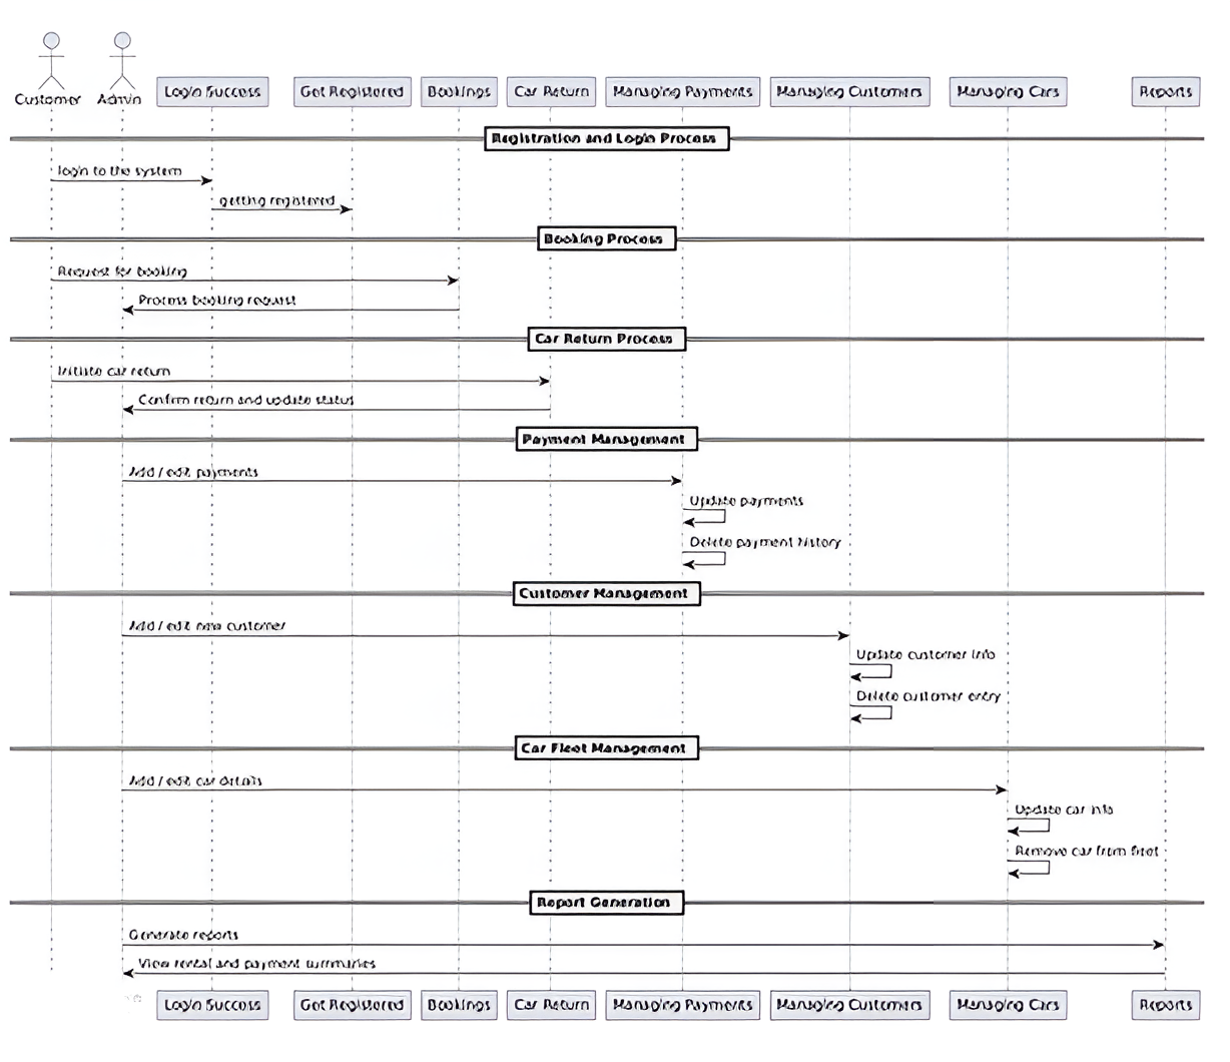 Customer Admin Login Success Get Registered Bookings Car Return Managing Payments Managing Customers Managing Cars Reports
Registration and Login Process
login to the system
getting registered
Booking Process
Request for booking
Process booking request
Car Return Process
Initiate car return
Confirm return and update status
Payment Management
Add / edit payments
Update payments
Delete payment history
Customer Management
Add / edit new customer
Update customer info
Delete customer entry
Car Fleet Management
Add / edit car details
Update car info
Remove car from fleet
Report Generation
Generate reports
View rental and payment summaries
Login Success Get Registered Bookings Car Return Managing Payments Managing Customers Managing Cars Reports